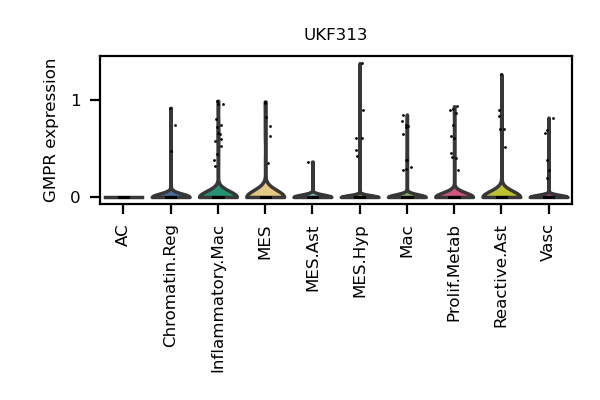 UKF313
GMPR expression
1
0
AC
Chromatin.Reg
Inflammatory.Mac
MES
MES.Ast
MES.Hyp
Mac
Prolif.Metab
Reactive.Ast
Vasc